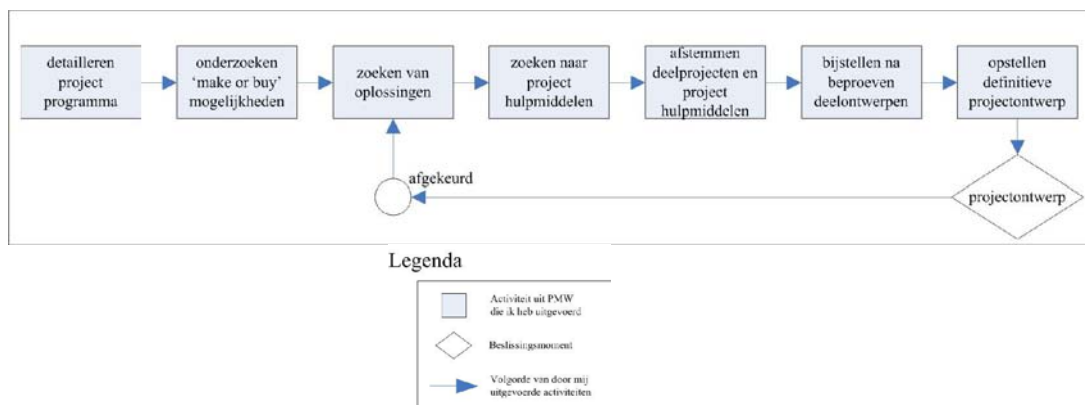 detailleren
project
programma
onderzoeken
‘make or buy’
mogelijkheden
zoeken van
oplossingen
zoeken naar
project
hulpmiddelen
afstemmen
deelprojecten en
project
hulpmiddelen
bijstellen na
beproeven
deelontwerpen
opstellen
definitieve
projectontwerp
afgekeurd
projectontwerp
Legenda
Activiteit uit PMW
die ik heb uitgevoerd
Beslissingsmoment
Volgorde van door mij
uitgevoerde activiteiten